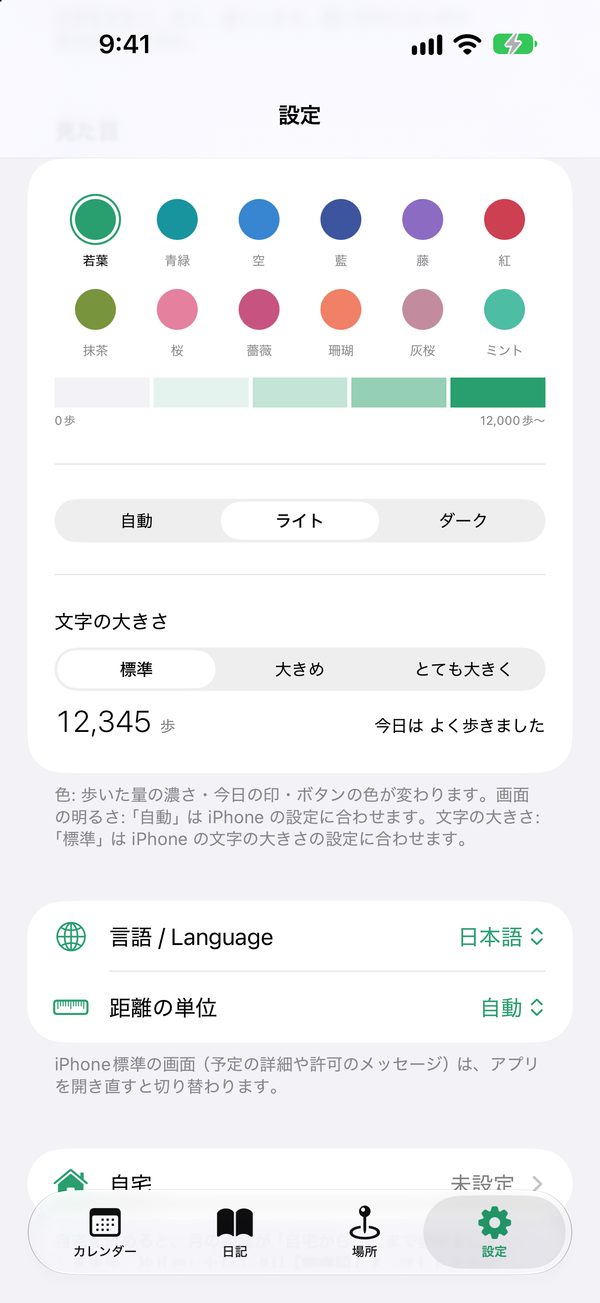 9:41
設定
見た目
若葉 青緑 空 藍 藤 紅
抹茶 桜 薔薇 珊瑚 灰桜 ミント
0歩 12,000歩〜
自動 ライト ダーク
文字の大きさ
標準 大きめ とても大きく
12,345 歩 今日は よく歩きました
色: 歩いた量の濃さ・今日の印・ボタンの色が変わります。画面
の明るさ:「自動」は iPhone の設定に合わせます。文字の大きさ:
「標準」は iPhone の文字の大きさの設定に合わせます。
言語 / Language 日本語
距離の単位 自動
iPhone標準の画面（予定の詳細や許可のメッセージ）は、アプリ
を開き直すと切り替わります。
自宅 未設定
カレンダー 日記 場所 設定